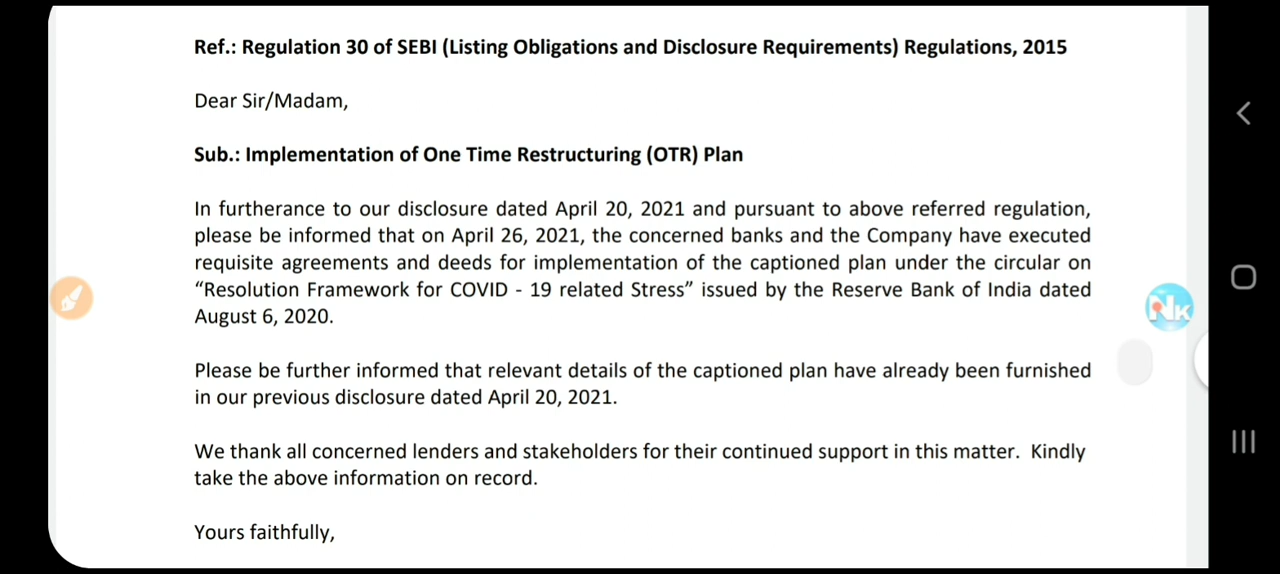 Ref.: Regulation 30 of SEBI (Listing Obligations and Disclosure Requirements) Regulations, 2015
Dear Sir/Madam,
Sub.: Implementation of One Time Restructuring (OTR) Plan
In furtherance to our disclosure dated April 20, 2021 and pursuant to above referred regulation,
please be informed that on April 26, 2021, the concerned banks and the Company have executed
requisite agreements and deeds for implementation of the captioned plan under the circular on
“Resolution Framework for COVID - 19 related Stress” issued by the Reserve Bank of India dated
August 6, 2020.
Please be further informed that relevant details of the captioned plan have already been furnished
in our previous disclosure dated April 20, 2021.
We thank all concerned lenders and stakeholders for their continued support in this matter.  Kindly
take the above information on record.
Yours faithfully,
NK